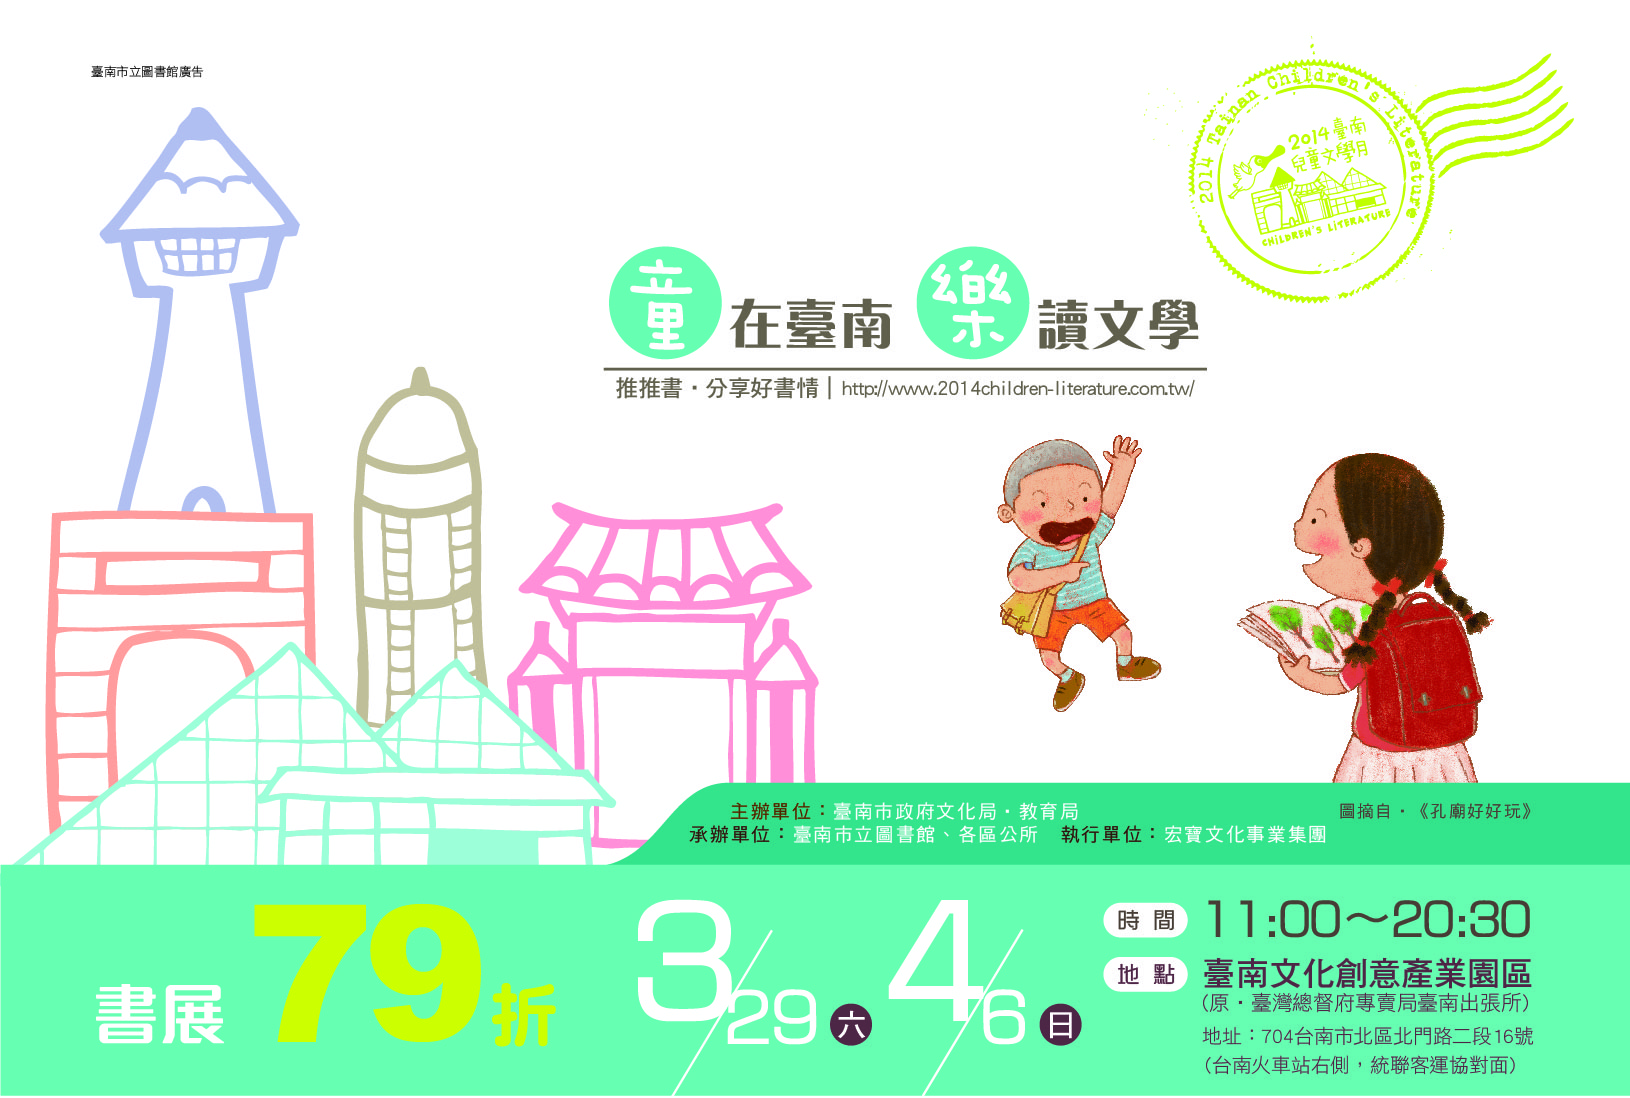 臺南市立圖書館廣告
2014 Tainan Children's Literature
2014臺南
兒童文學月
CHiLDREN'S LiTERATURE
童在臺南 樂讀文學
推推書・分享好書情｜http://www.2014children-literature.com.tw/
主辦單位：臺南市政府文化局・教育局
圖摘自・《孔廟好好玩》
承辦單位：臺南市立圖書館、各區公所 執行單位：宏寶文化事業集團
書展 79折 3/29 六 4/6 日
時間 11:00～20:30
地點 臺南文化創意產業園區
(原・臺灣總督府專賣局臺南出張所)
地址：704台南市北區北門路二段16號
(台南火車站右側，統聯客運協對面)